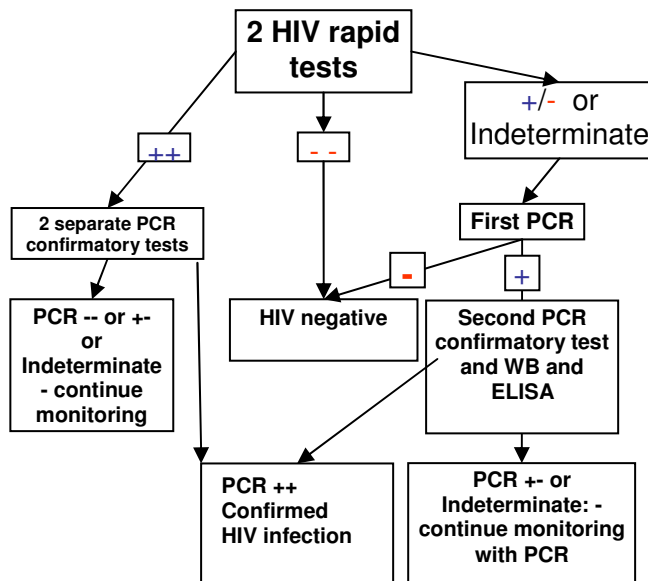 2 HIV rapid
tests
++
- -
+/- or
Indeterminate
2 separate PCR
confirmatory tests
First PCR
-
+
PCR -- or +-
or
Indeterminate
- continue
monitoring
HIV negative
Second PCR
confirmatory test
and WB and
ELISA
PCR ++
Confirmed
HIV infection
PCR +- or
Indeterminate: -
continue monitoring
with PCR